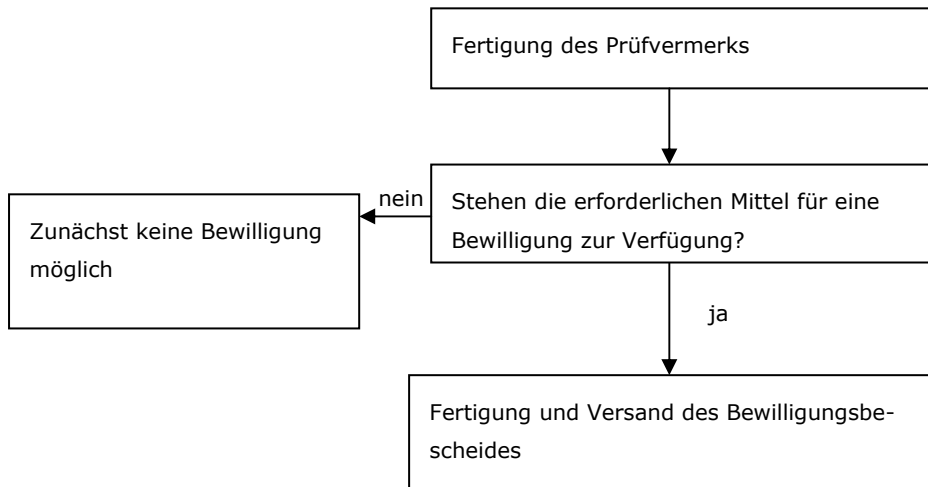 Fertigung des Prüfvermerks
nein
Stehen die erforderlichen Mittel für eine
Bewilligung zur Verfügung?
Zunächst keine Bewilligung
möglich
ja
Fertigung und Versand des Bewilligungsbe-
scheides